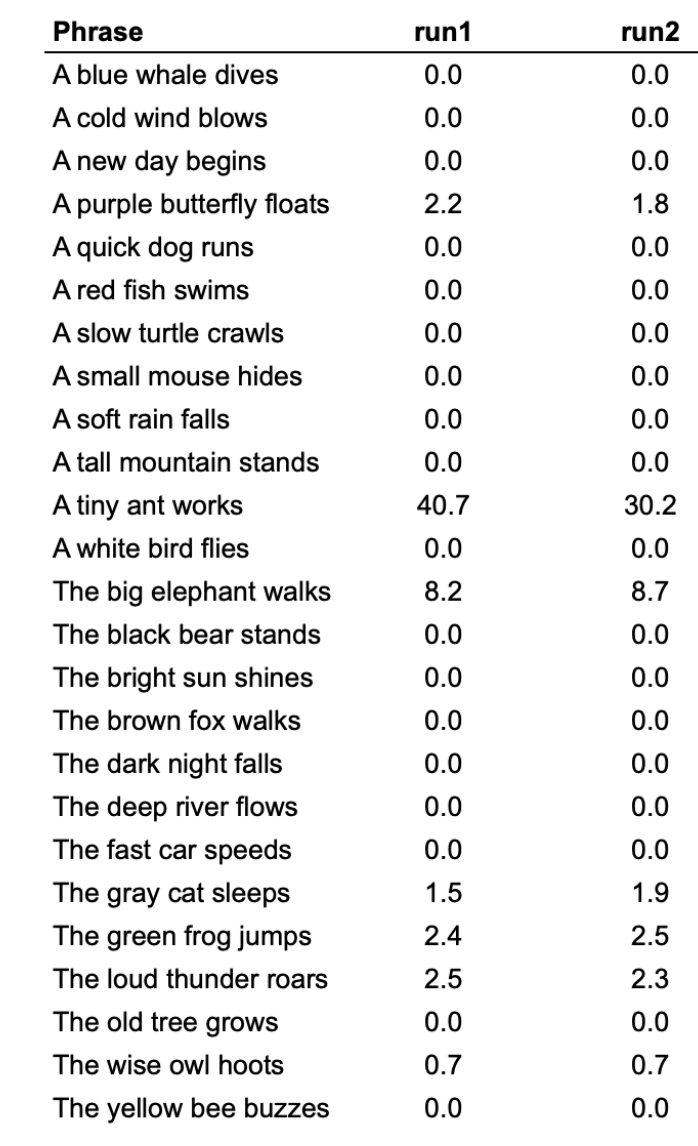 Phrase run1 run2
A blue whale dives 0.0 0.0
A cold wind blows 0.0 0.0
A new day begins 0.0 0.0
A purple butterfly floats 2.2 1.8
A quick dog runs 0.0 0.0
A red fish swims 0.0 0.0
A slow turtle crawls 0.0 0.0
A small mouse hides 0.0 0.0
A soft rain falls 0.0 0.0
A tall mountain stands 0.0 0.0
A tiny ant works 40.7 30.2
A white bird flies 0.0 0.0
The big elephant walks 8.2 8.7
The black bear stands 0.0 0.0
The bright sun shines 0.0 0.0
The brown fox walks 0.0 0.0
The dark night falls 0.0 0.0
The deep river flows 0.0 0.0
The fast car speeds 0.0 0.0
The gray cat sleeps 1.5 1.9
The green frog jumps 2.4 2.5
The loud thunder roars 2.5 2.3
The old tree grows 0.0 0.0
The wise owl hoots 0.7 0.7
The yellow bee buzzes 0.0 0.0